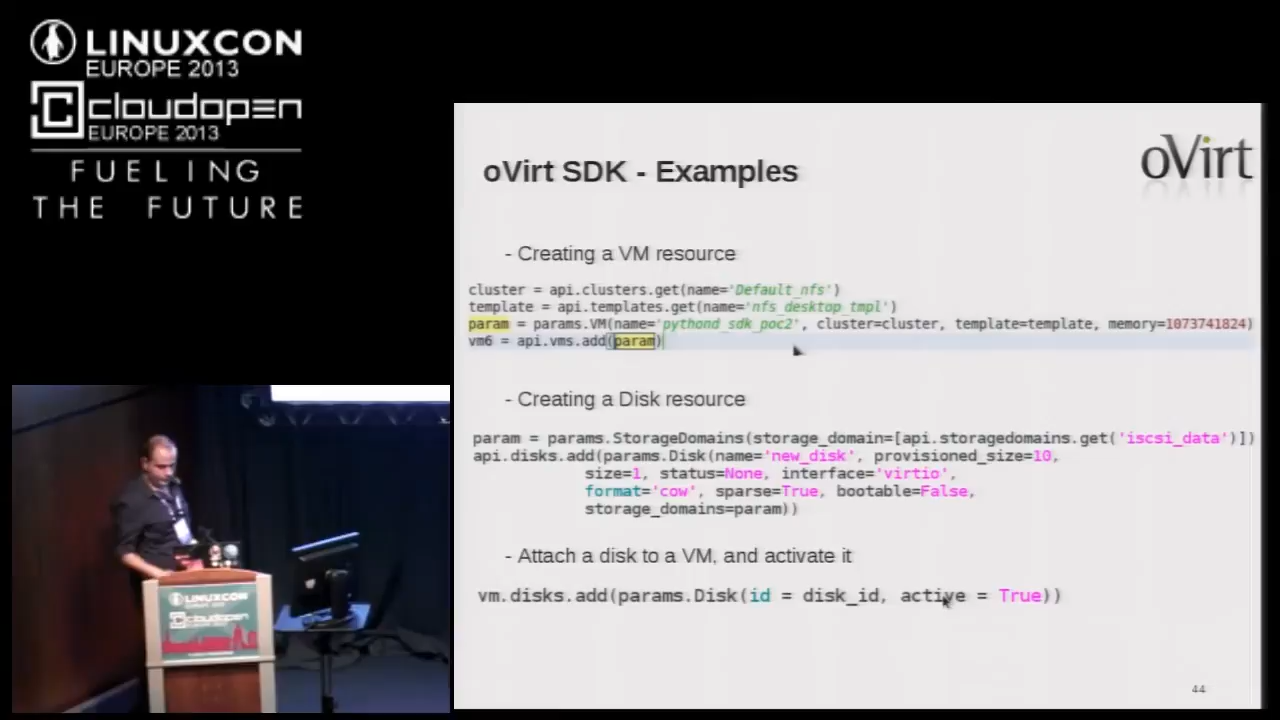 LINUXCON
EUROPE 2013
cloudopen
EUROPE 2013
FUELING
THE FUTURE
oVirt SDK - Examples
oVirt
- Creating a VM resource
cluster = api.clusters.get(name='Default_nfs')
template = api.templates.get(name='nfs_desktop_tmpl')
param = params.VM(name='pythond_sdk_poc2', cluster=cluster, template=template, memory=1073741824)
vm6 = api.vms.add(param)
- Creating a Disk resource
param = params.StorageDomains(storage_domain=[api.storagedomains.get('iscsi_data')])
api.disks.add(params.Disk(name='new_disk', provisioned_size=10,
size=1, status=None, interface='virtio',
format='cow', sparse=True, bootable=False,
storage_domains=param))
- Attach a disk to a VM, and activate it
vm.disks.add(params.Disk(id = disk_id, active = True))
44
LINUXCON
cloudopen